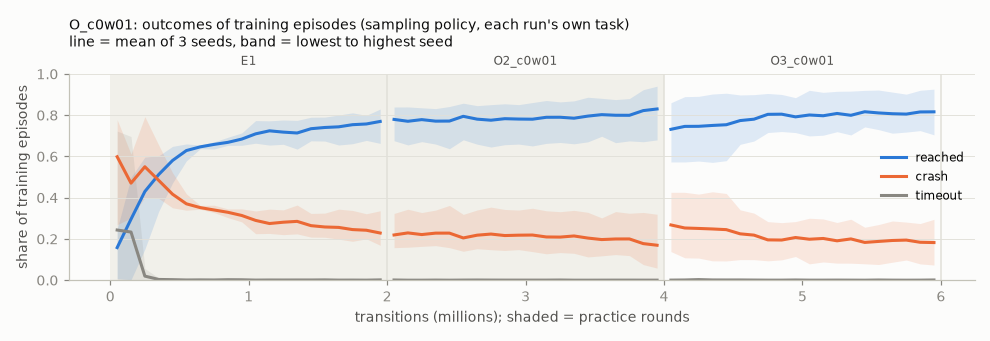 O_c0w01: outcomes of training episodes (sampling policy, each run's own task)
line = mean of 3 seeds, band = lowest to highest seed
E1
O2_c0w01
O3_c0w01
share of training episodes
1.0
0.8
0.6
0.4
0.2
0.0
reached
crash
timeout
0
1
2
3
4
5
6
transitions (millions); shaded = practice rounds